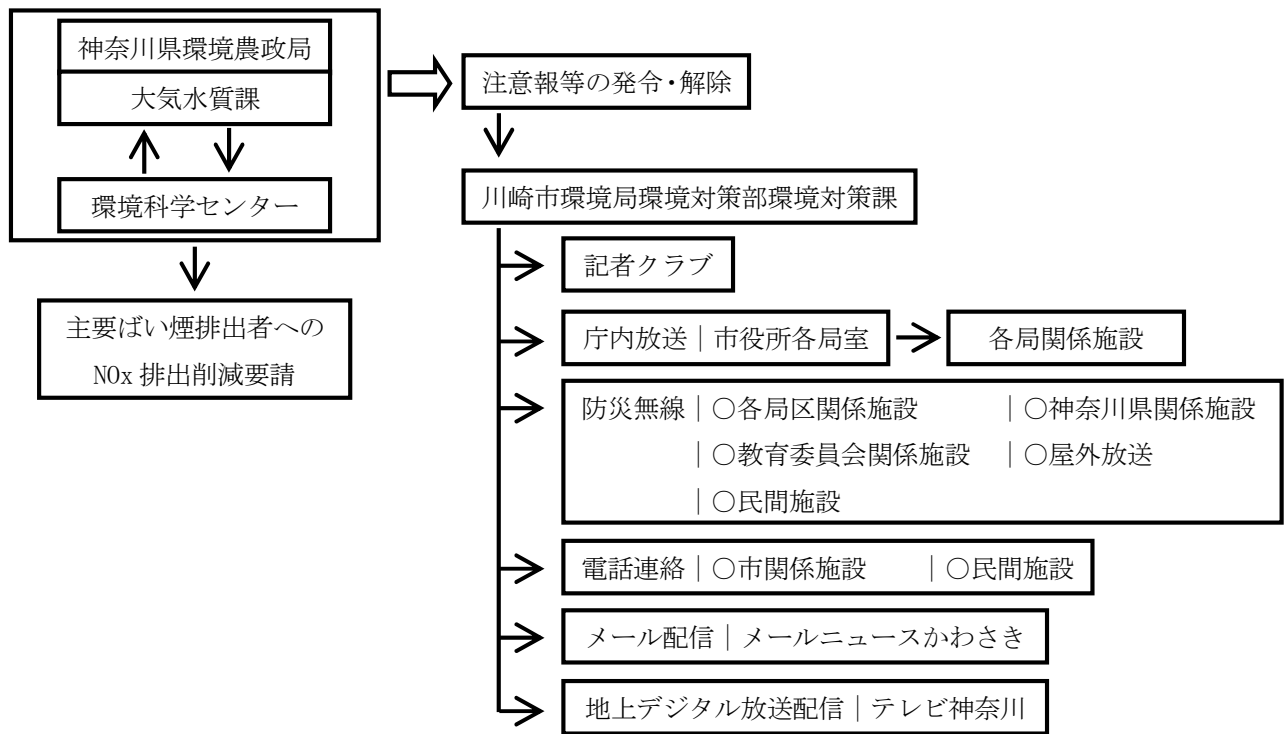 神奈川県環境農政局
大気水質課
環境科学センター
主要ばい煙排出者への
NOx 排出削減要請
注意報等の発令・解除
川崎市環境局環境対策部環境対策課
記者クラブ
庁内放送｜市役所各局室
各局関係施設
防災無線｜○各局区関係施設 ｜○神奈川県関係施設
｜○教育委員会関係施設 ｜○屋外放送
｜○民間施設
電話連絡｜○市関係施設 ｜○民間施設
メール配信｜メールニュースかわさき
地上デジタル放送配信｜テレビ神奈川